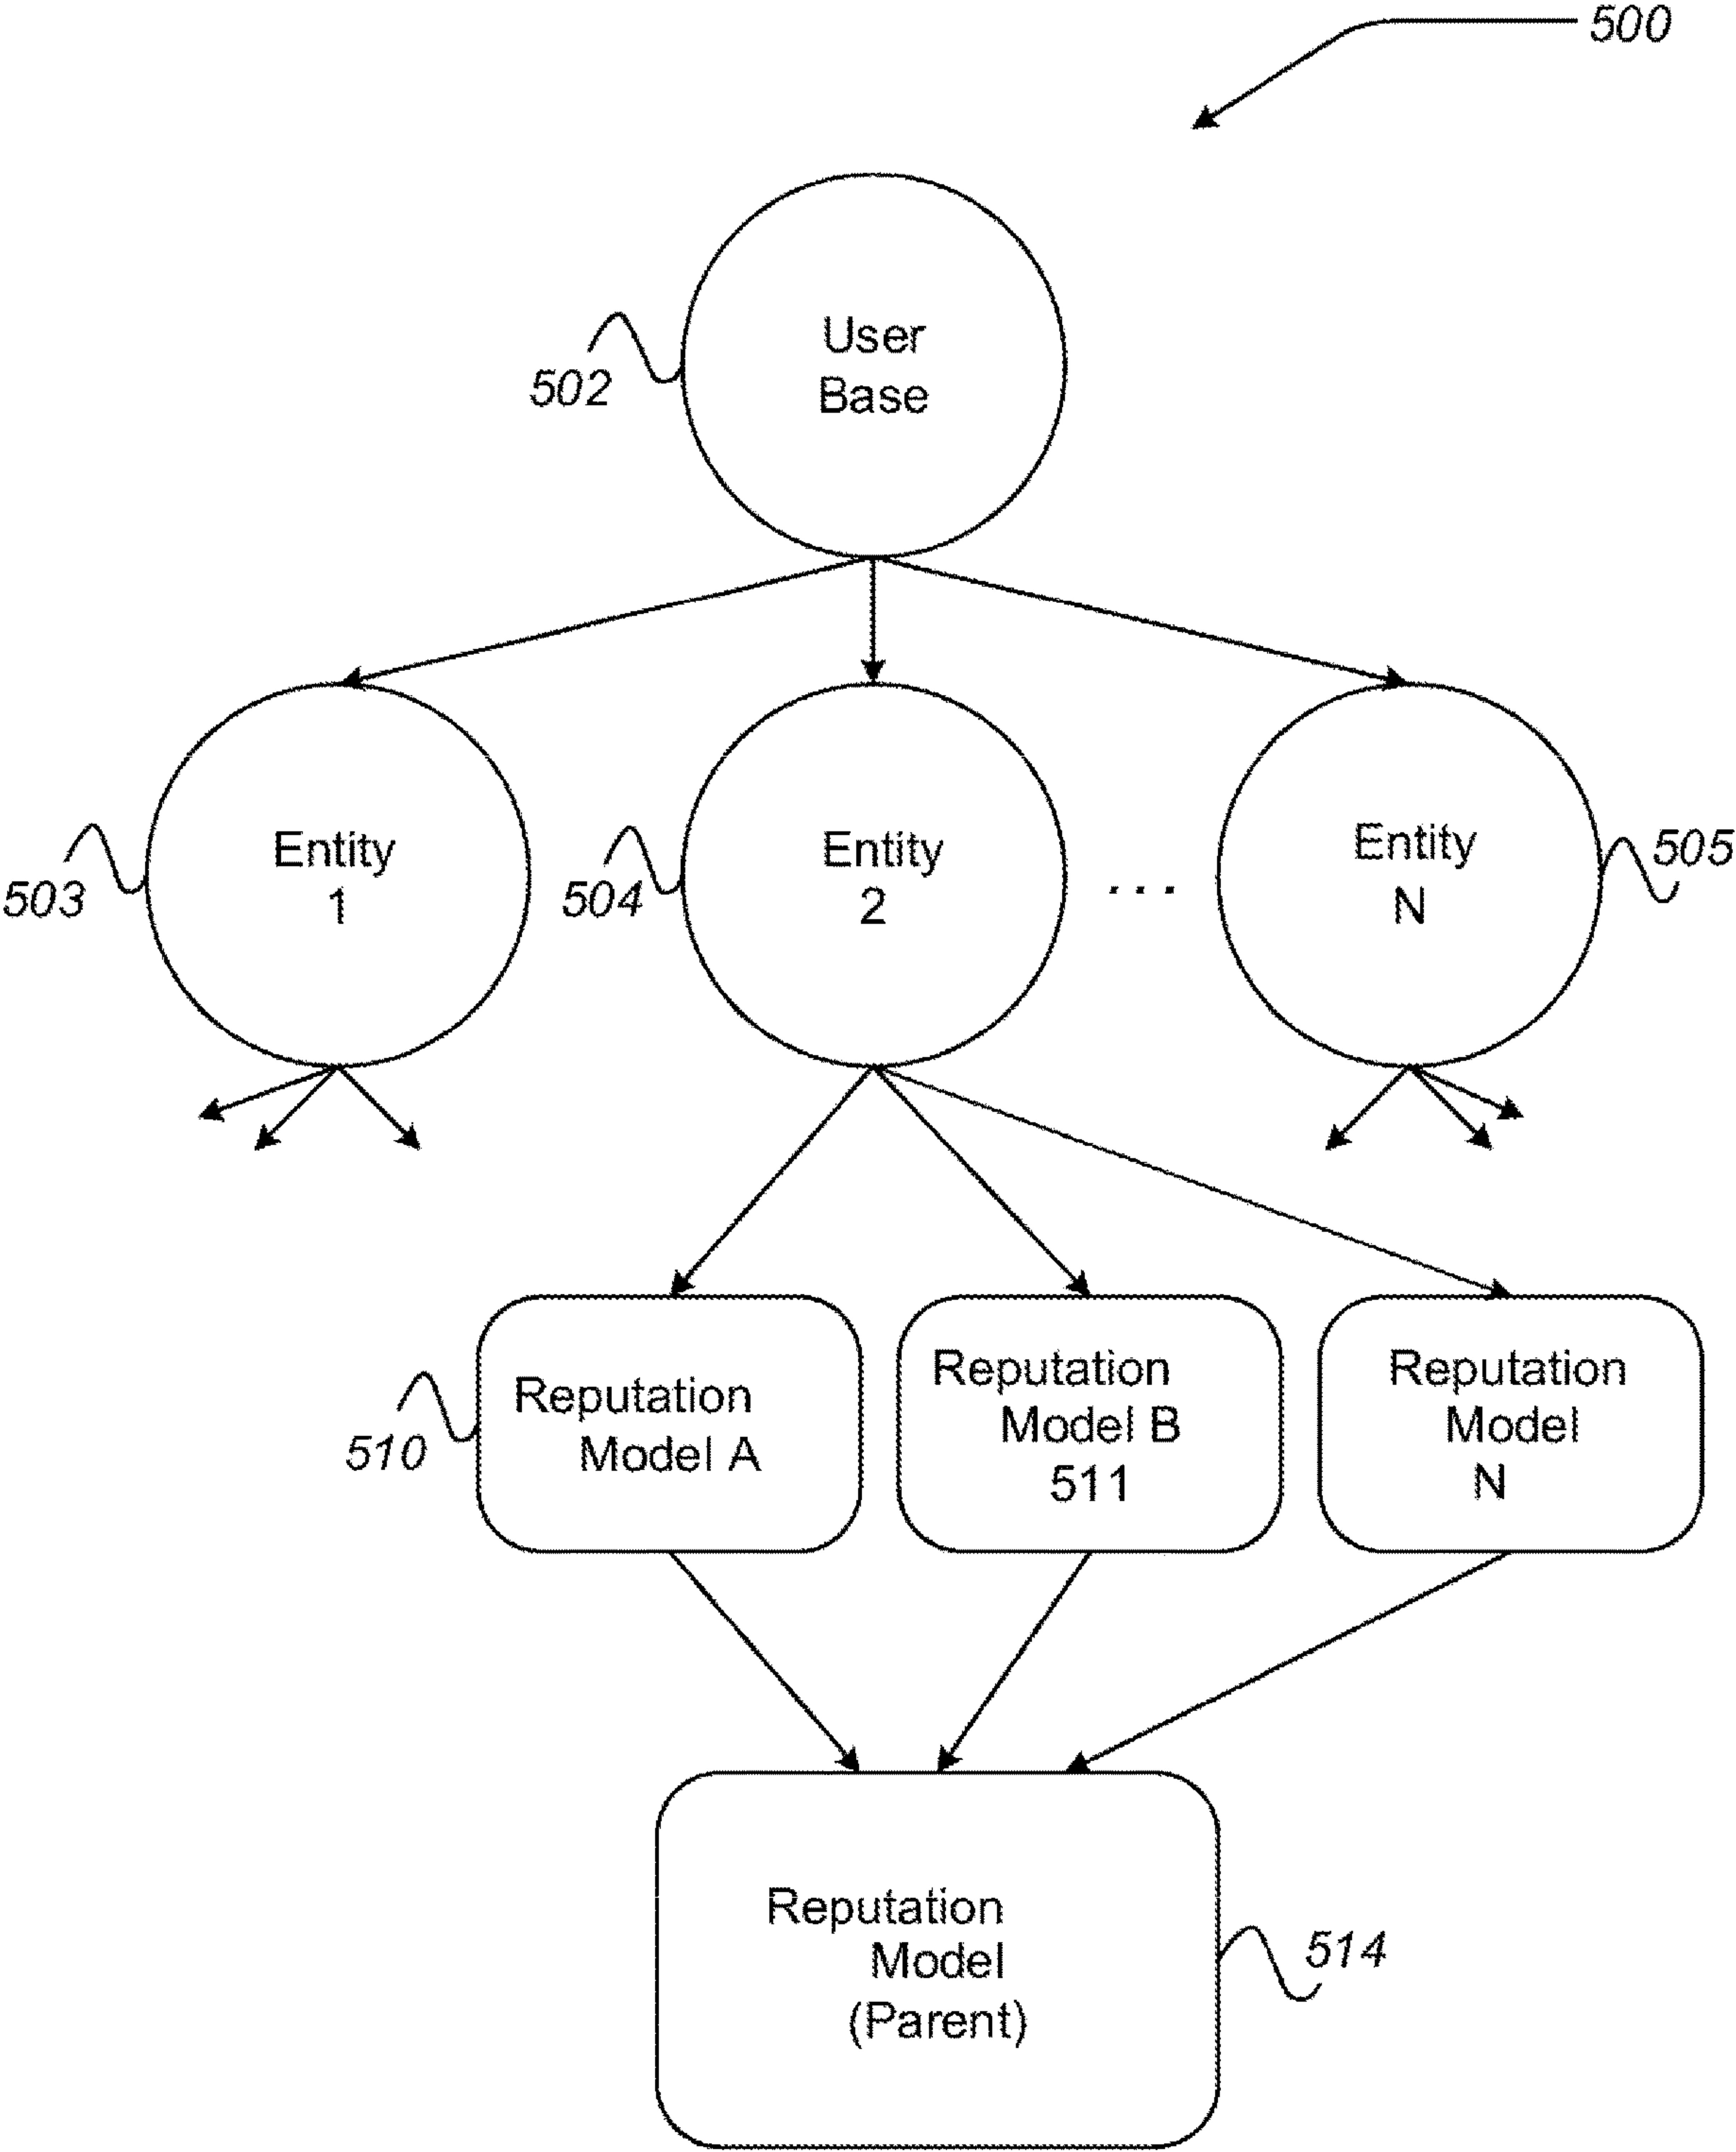 500
User
Base
502
Entity
1
503
Entity
2
504
...
Entity
N
505
Reputation
Model A
510
Reputation
Model B
511
Reputation
Model
N
Reputation
Model
(Parent)
514